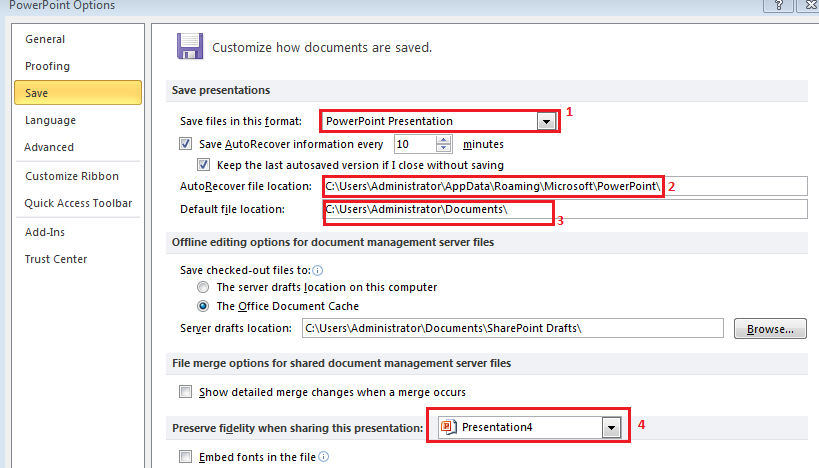 PowerPoint Options
General
Proofing
Save
Language
Advanced
Customize Ribbon
Quick Access Toolbar
Add-Ins
Trust Center
Customize how documents are saved.
Save presentations
Save files in this format: PowerPoint Presentation 1
Save AutoRecover information every 10 minutes
Keep the last autosaved version if I close without saving
AutoRecover file location: C:\Users\Administrator\AppData\Roaming\Microsoft\PowerPoint\ 2
Default file location: C:\Users\Administrator\Documents\ 3
Offline editing options for document management server files
Save checked-out files to:
The server drafts location on this computer
The Office Document Cache
Server drafts location: C:\Users\Administrator\Documents\SharePoint Drafts\ Browse...
File merge options for shared document management server files
Show detailed merge changes when a merge occurs
Preserve fidelity when sharing this presentation: Presentation4 4
Embed fonts in the file